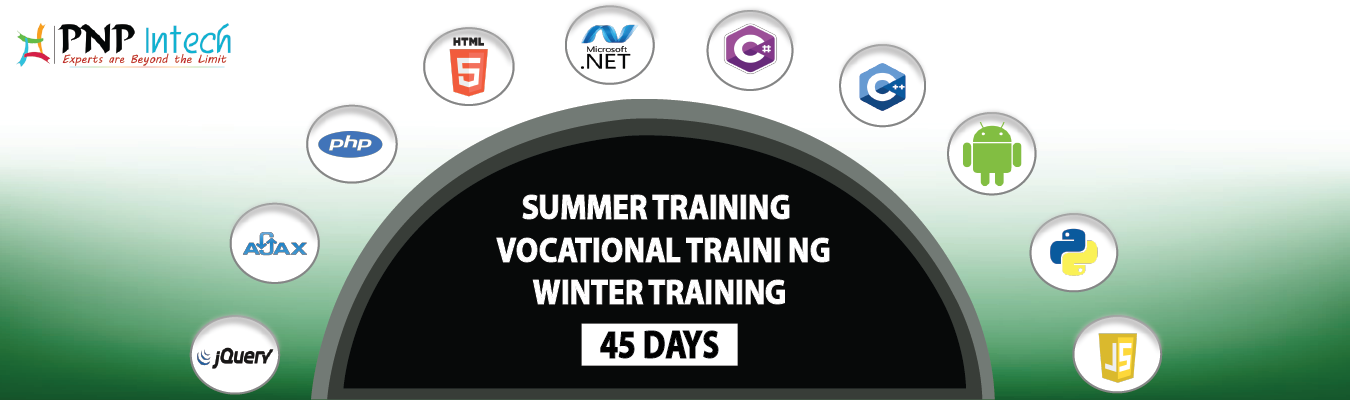 PNP Intech
Experts are Beyond the Limit
HTML
5
Microsoft
.NET
C#
C++
php
AJAX
jQuery
JS
SUMMER TRAINING
VOCATIONAL TRAINI NG
WINTER TRAINING
45 DAYS